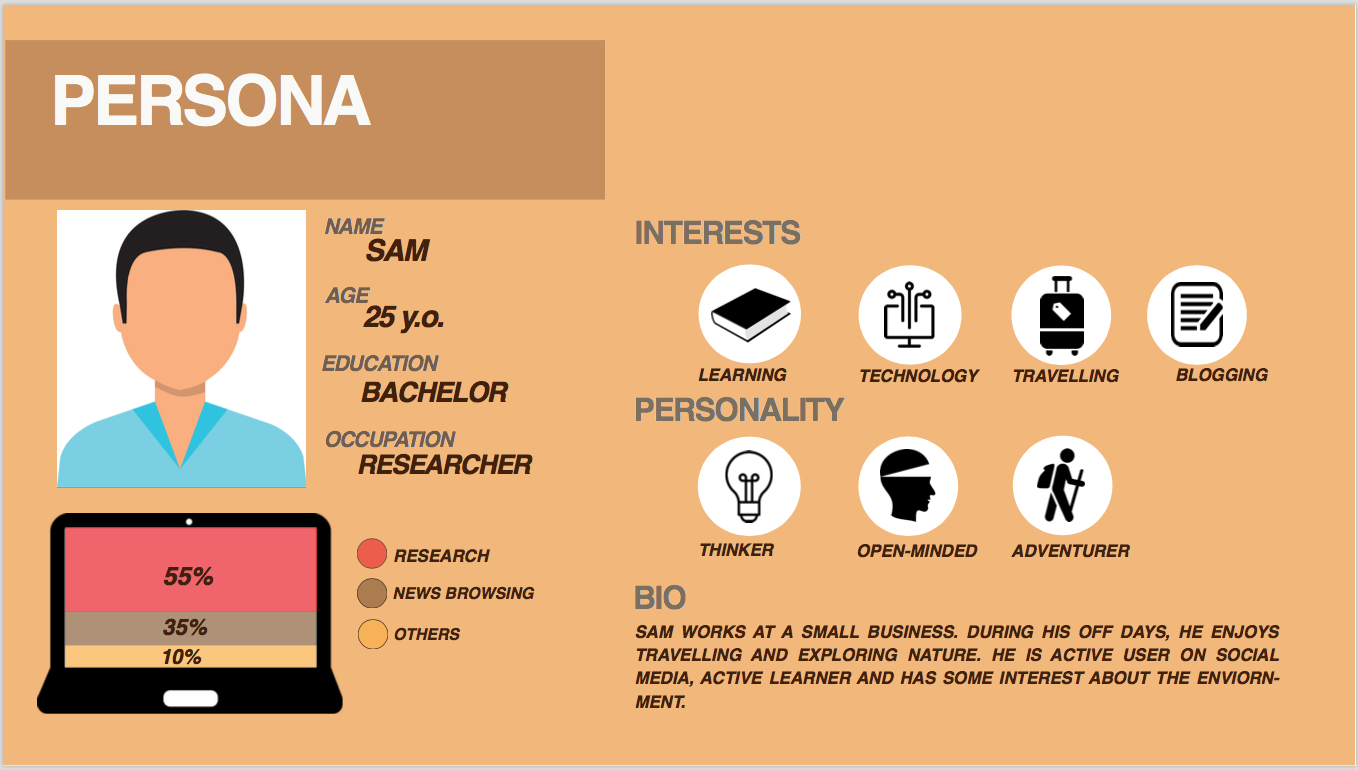 PERSONA
NAME
SAM
AGE
25 y.o.
EDUCATION
BACHELOR
OCCUPATION
RESEARCHER
55%
35%
10%
RESEARCH
NEWS BROWSING
OTHERS
INTERESTS
LEARNING
TECHNOLOGY
TRAVELLING
BLOGGING
PERSONALITY
THINKER
OPEN-MINDED
ADVENTURER
BIO
SAM WORKS AT A SMALL BUSINESS. DURING HIS OFF DAYS, HE ENJOYS
TRAVELLING AND EXPLORING NATURE. HE IS ACTIVE USER ON SOCIAL
MEDIA, ACTIVE LEARNER AND HAS SOME INTEREST ABOUT THE ENVIORN-
MENT.